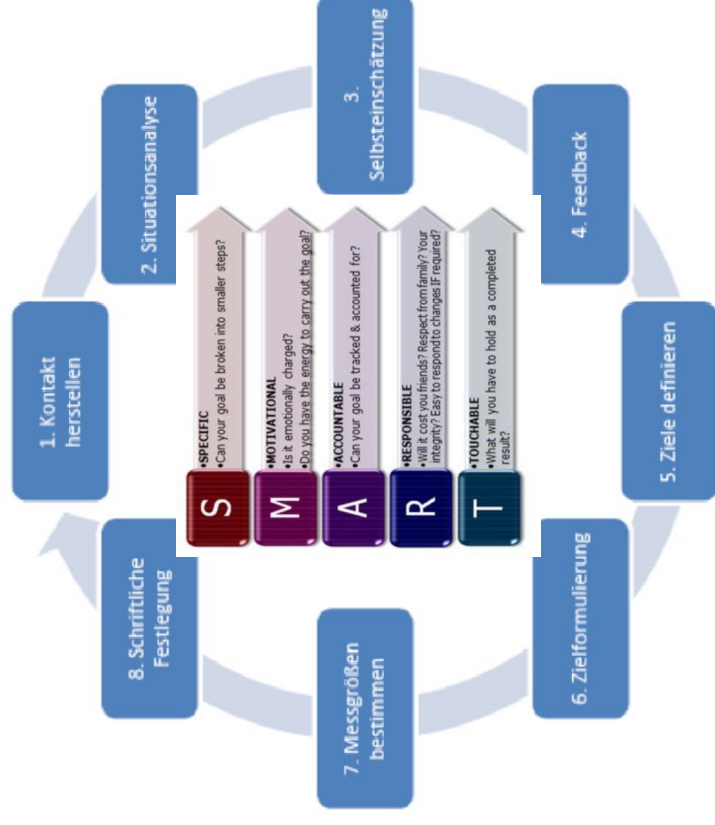 1. Kontakt
herstellen
2. Situationsanalyse
3.
Selbsteinschätzung
4. Feedback
5. Ziele definieren
6. Zielformulierung
7. Messgrößen
bestimmen
8. Schriftliche
Festlegung
S
•SPECIFIC
•Can your goal be broken into smaller steps?
M
•MOTIVATIONAL
•Is it emotionally charged?
•Do you have the energy to carry out the goal?
A
•ACCOUNTABLE
•Can your goal be tracked & accounted for?
R
•RESPONSIBLE
•Will it cost you friends? Respect from family? Your
integrity? Easy to respond to changes IF required?
T
•TOUCHABLE
•What will you have to hold as a completed
result?